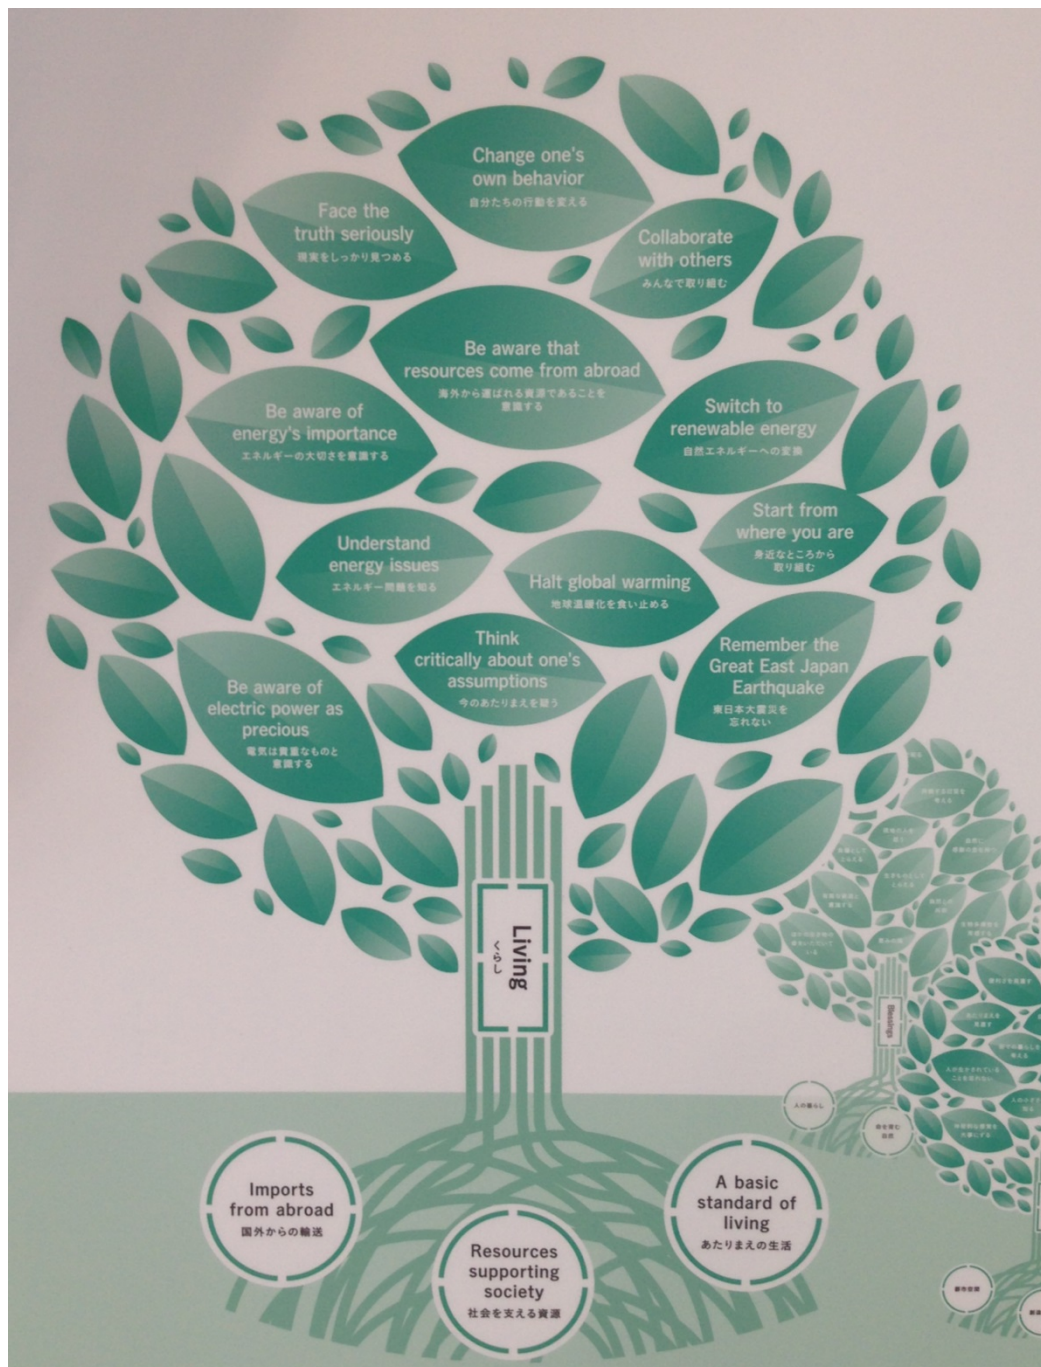 Change one's
own behavior
自分たちの行動を変える
Face the
truth seriously
現実をしっかり見つめる
Collaborate
with others
みんなで取り組む
Be aware that
resources come from abroad
海外から運ばれる資源であることを
意識する
Be aware of
energy's importance
エネルギーの大切さを意識する
Switch to
renewable energy
自然エネルギーへの変換
Start from
where you are
身近なところから
取り組む
Understand
energy issues
エネルギー問題を知る
Halt global warming
地球温暖化を食い止める
Think
critically about one's
assumptions
今のあたりまえを疑う
Remember the
Great East Japan
Earthquake
東日本大震災を
忘れない
Be aware of
electric power as
precious
電気は貴重なものと
意識する
Living
くらし
Blessings
人の暮らし
Imports
from abroad
国外からの輸送
Resources
supporting
society
社会を支える資源
A basic
standard of
living
あたりまえの生活